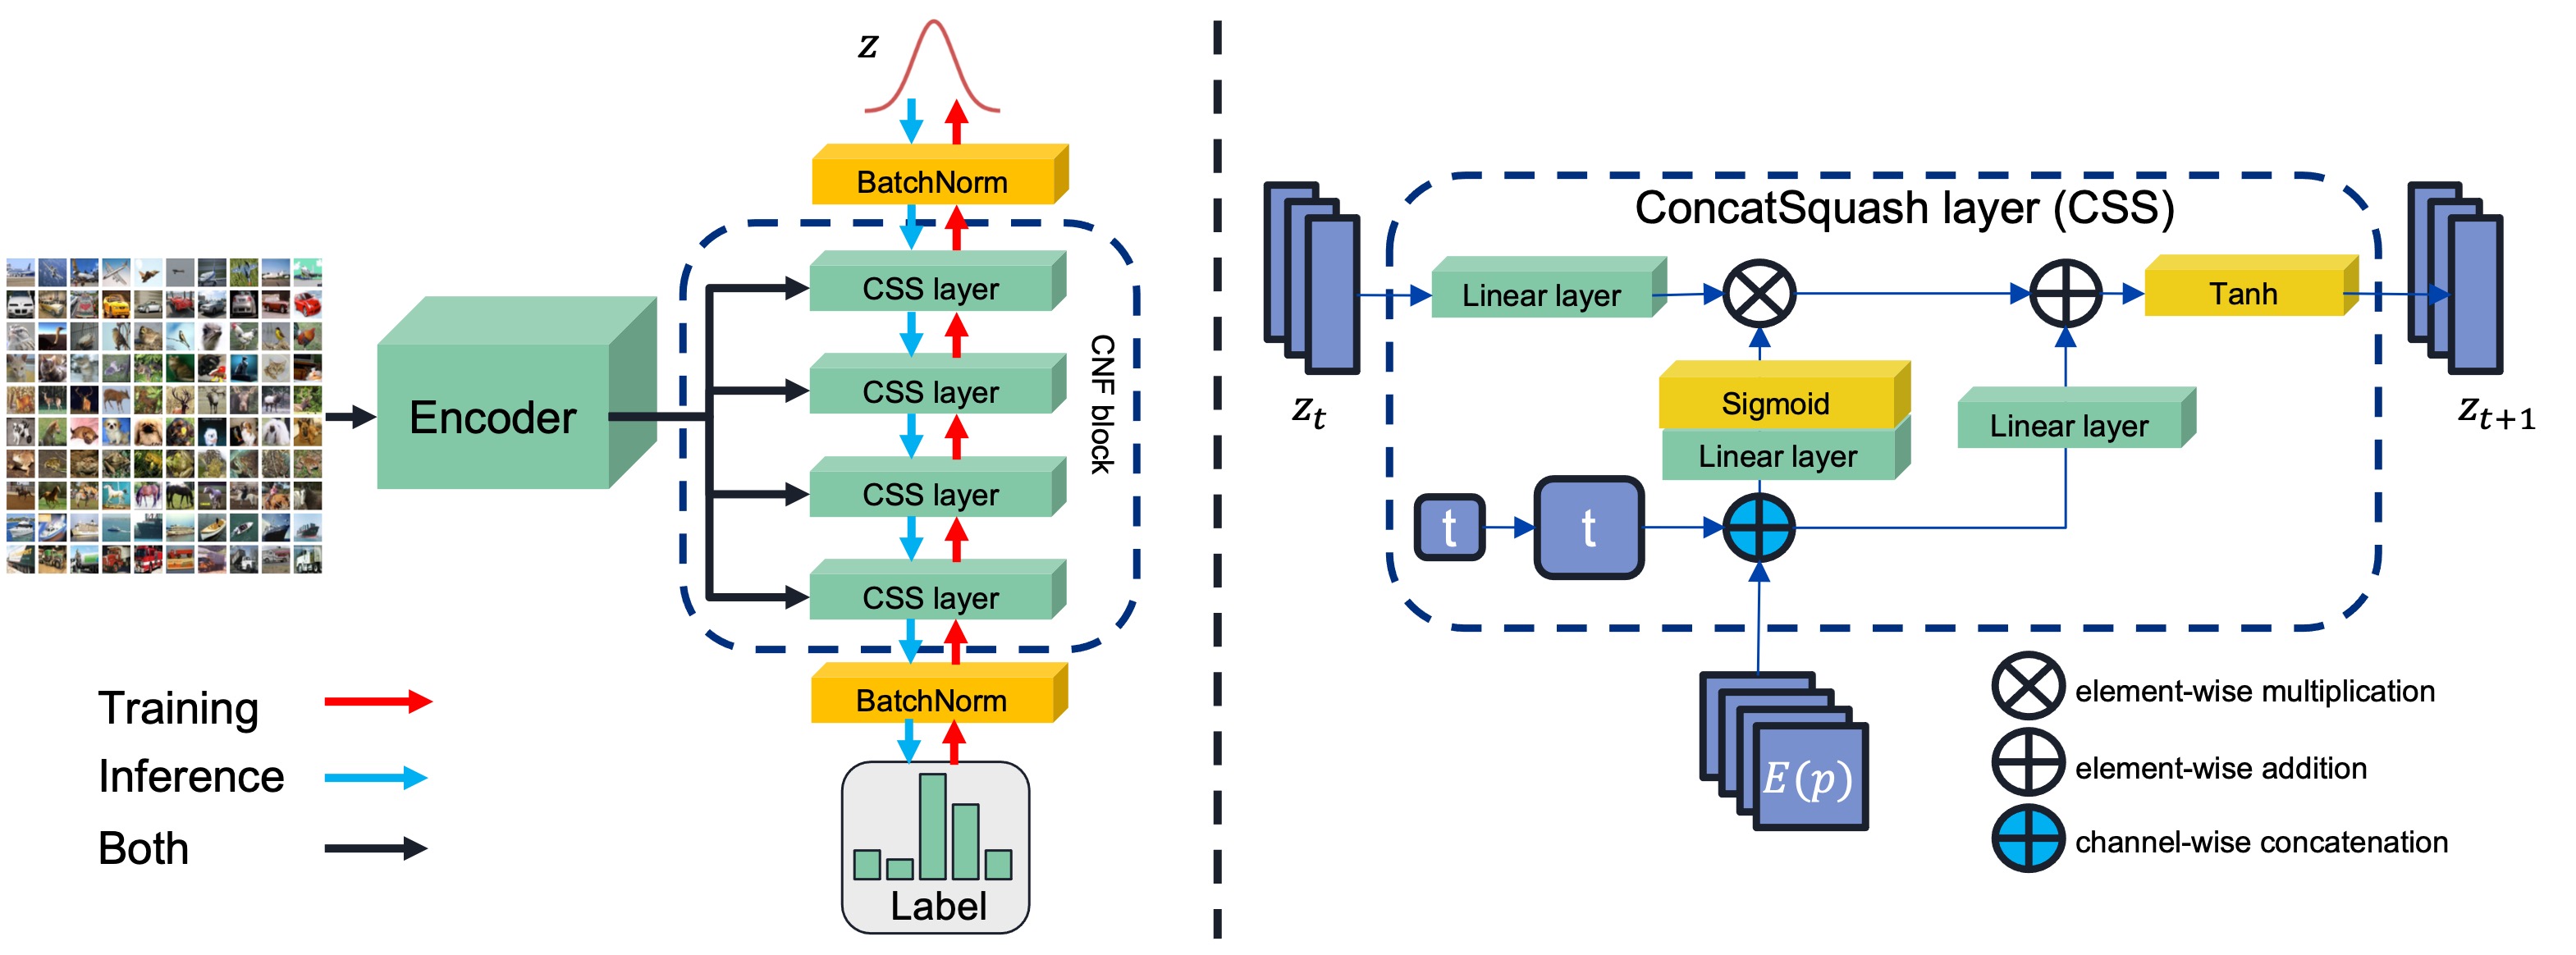 z
BatchNorm
CSS layer
CSS layer
CSS layer
CSS layer
CNF block
BatchNorm
Label
Encoder
Training
Inference
Both
ConcatSquash layer (CSS)
z_t
Linear layer
Tanh
z_{t+1}
Sigmoid
Linear layer
Linear layer
t
t
E(p)
element-wise multiplication
element-wise addition
channel-wise concatenation